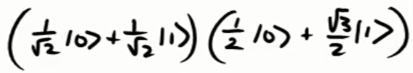 (1/√2 |0> + 1/√2 |1>) (1/2 |0> + √3/2 |1>)